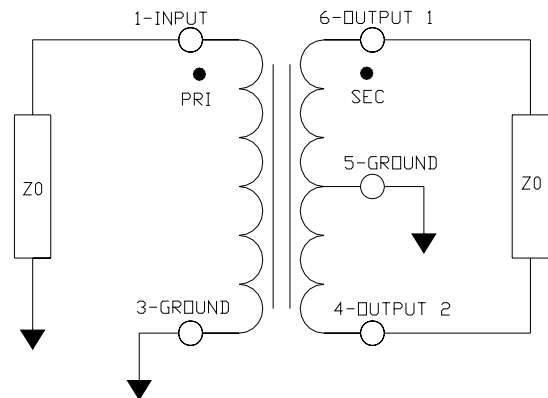 1-INPUT
6-OUTPUT 1
PRI
SEC
Z0
5-GROUND
Z0
3-GROUND
4-OUTPUT 2